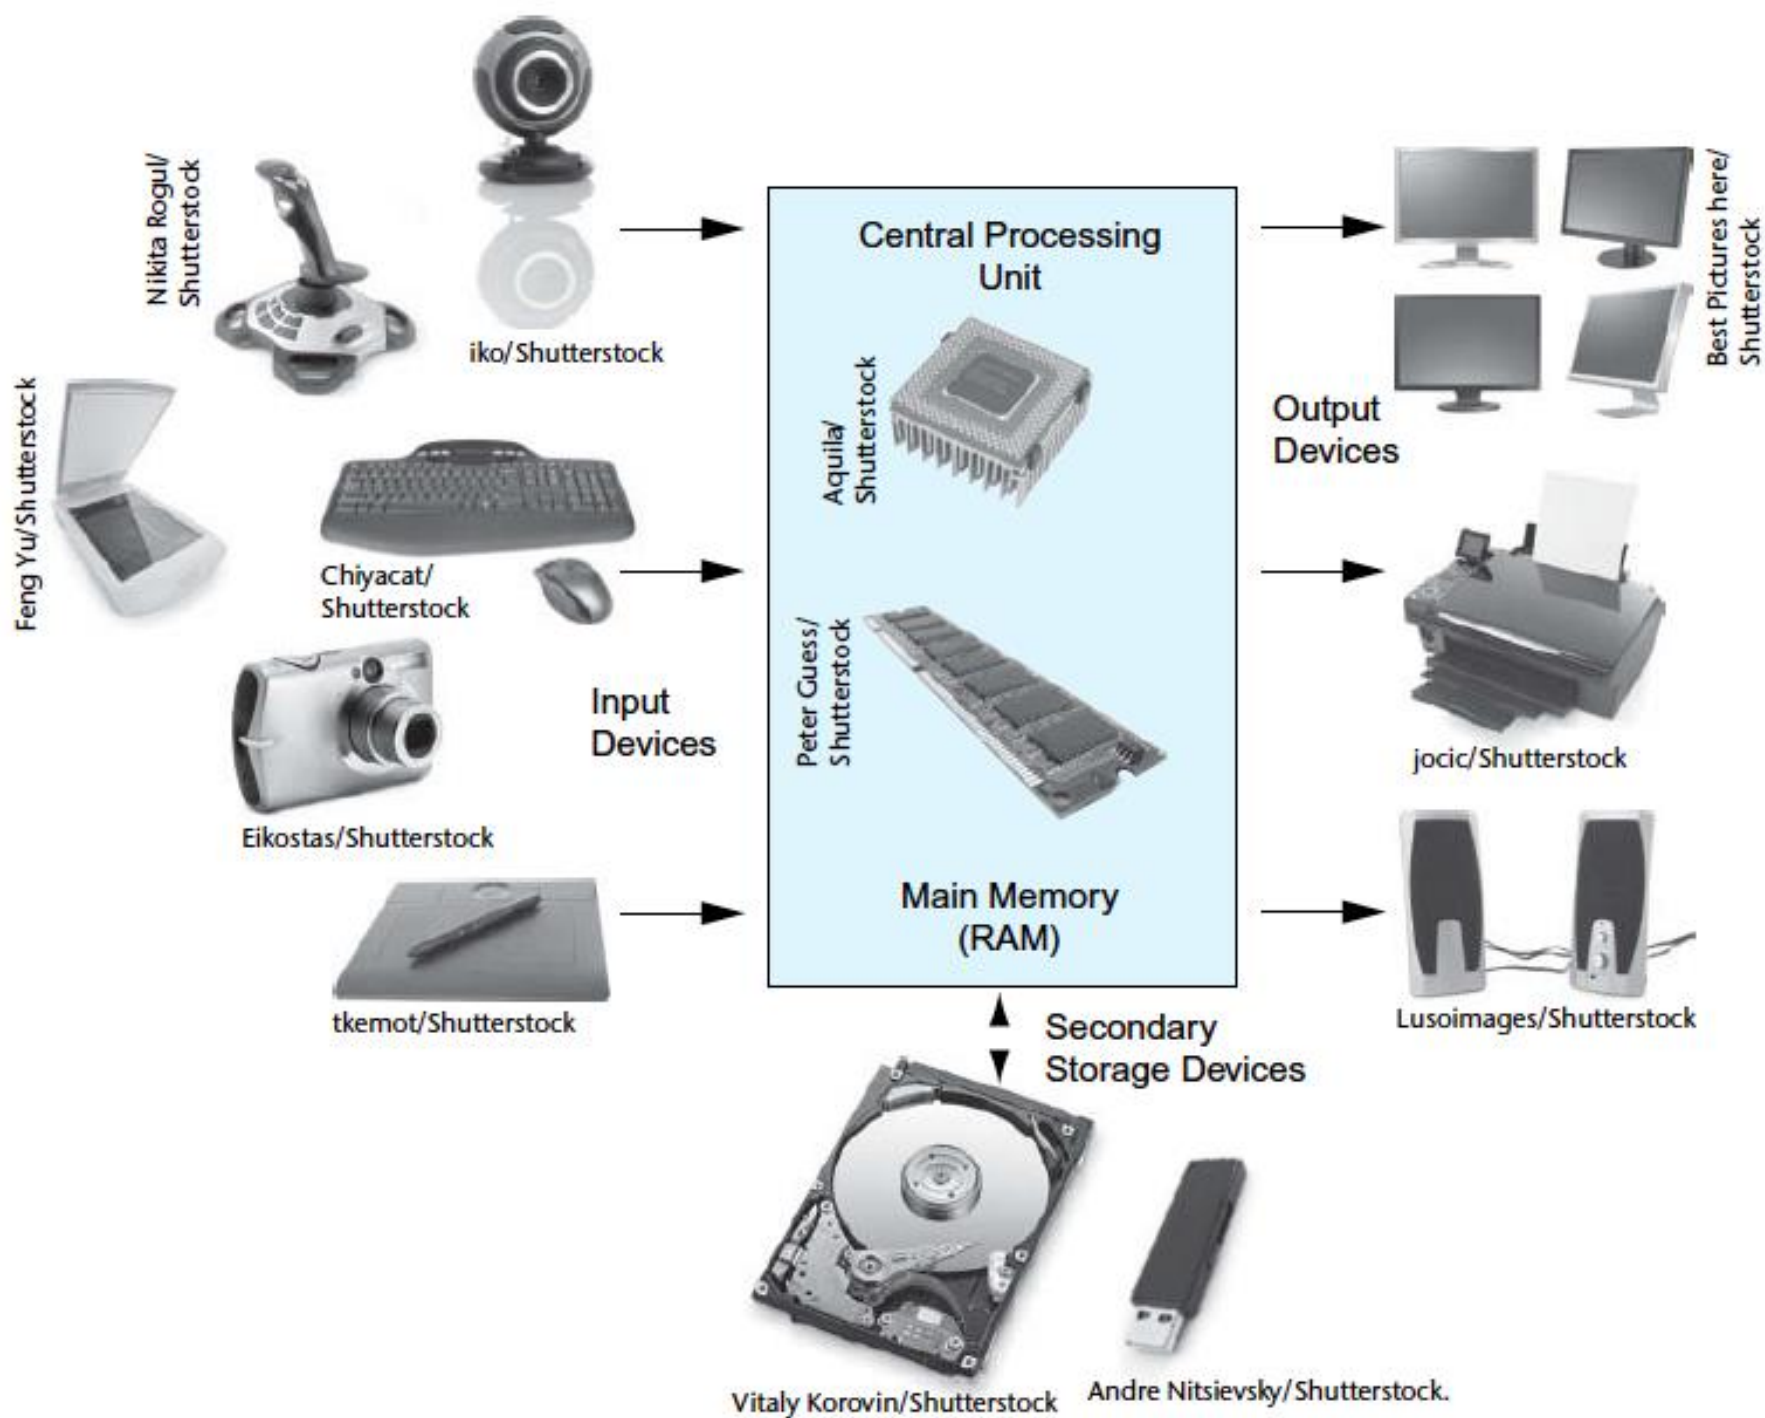 Nikita Rogul/
Shutterstock
iko/Shutterstock
Feng Yu/Shutterstock
Chiyacat/
Shutterstock
Eikostas/Shutterstock
Input
Devices
tkemot/Shutterstock
Central Processing
Unit
Aquila/
Shutterstock
Peter Guess/
Shutterstock
Main Memory
(RAM)
Best Pictures here/
Shutterstock
Output
Devices
jocic/Shutterstock
Lusoimages/Shutterstock
Secondary
Storage Devices
Vitaly Korovin/Shutterstock
Andre Nitsievsky/Shutterstock.